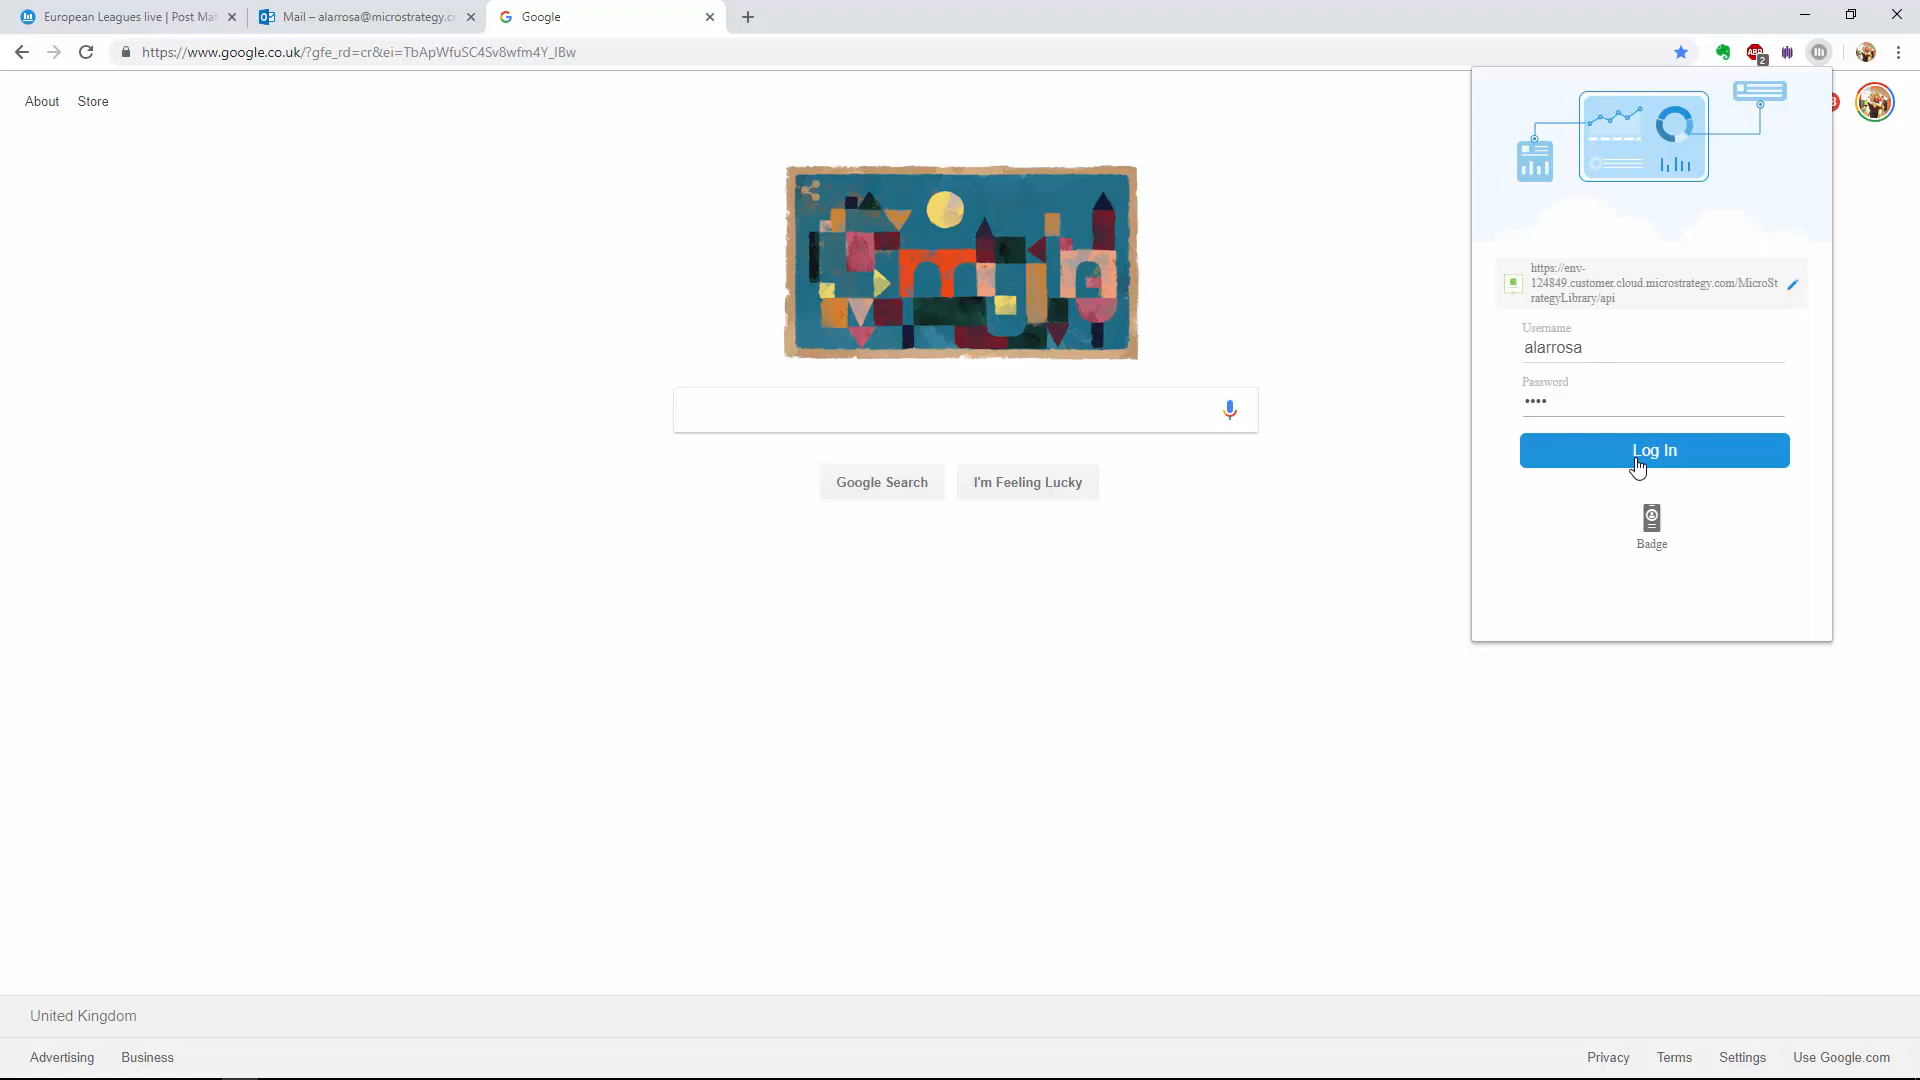 European Leagues live | Post Ma
Mail – alarrosa@microstrategy.c
Google
https://www.google.co.uk/?gfe_rd=cr&ei=TbApWfuSC4Sv8wfm4Y_IBw
ABP
2
About
Store
https://env-
124849.customer.cloud.microstrategy.com/MicroSt
rategyLibrary/api
Username
alarrosa
Password
••••
Log In
Badge
Google Search
I'm Feeling Lucky
United Kingdom
Advertising
Business
Privacy
Terms
Settings
Use Google.com